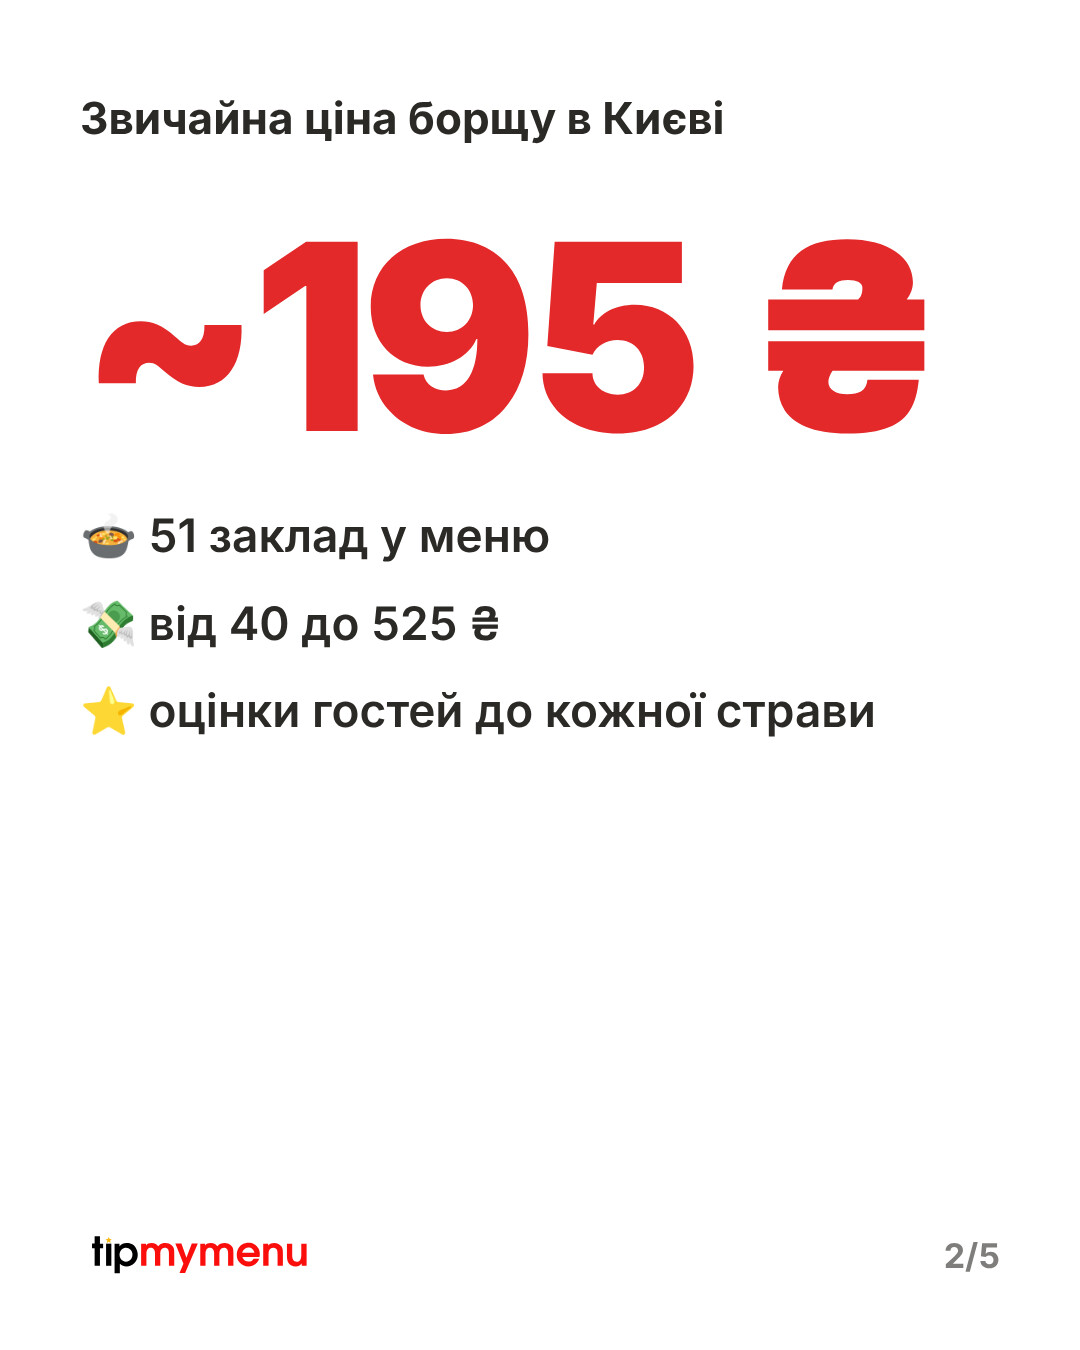 Звичайна ціна борщу в Києві
~195 ₴
🍲 51 заклад у меню
💸 від 40 до 525 ₴
⭐ оцінки гостей до кожної страви
tipmymenu
2/5